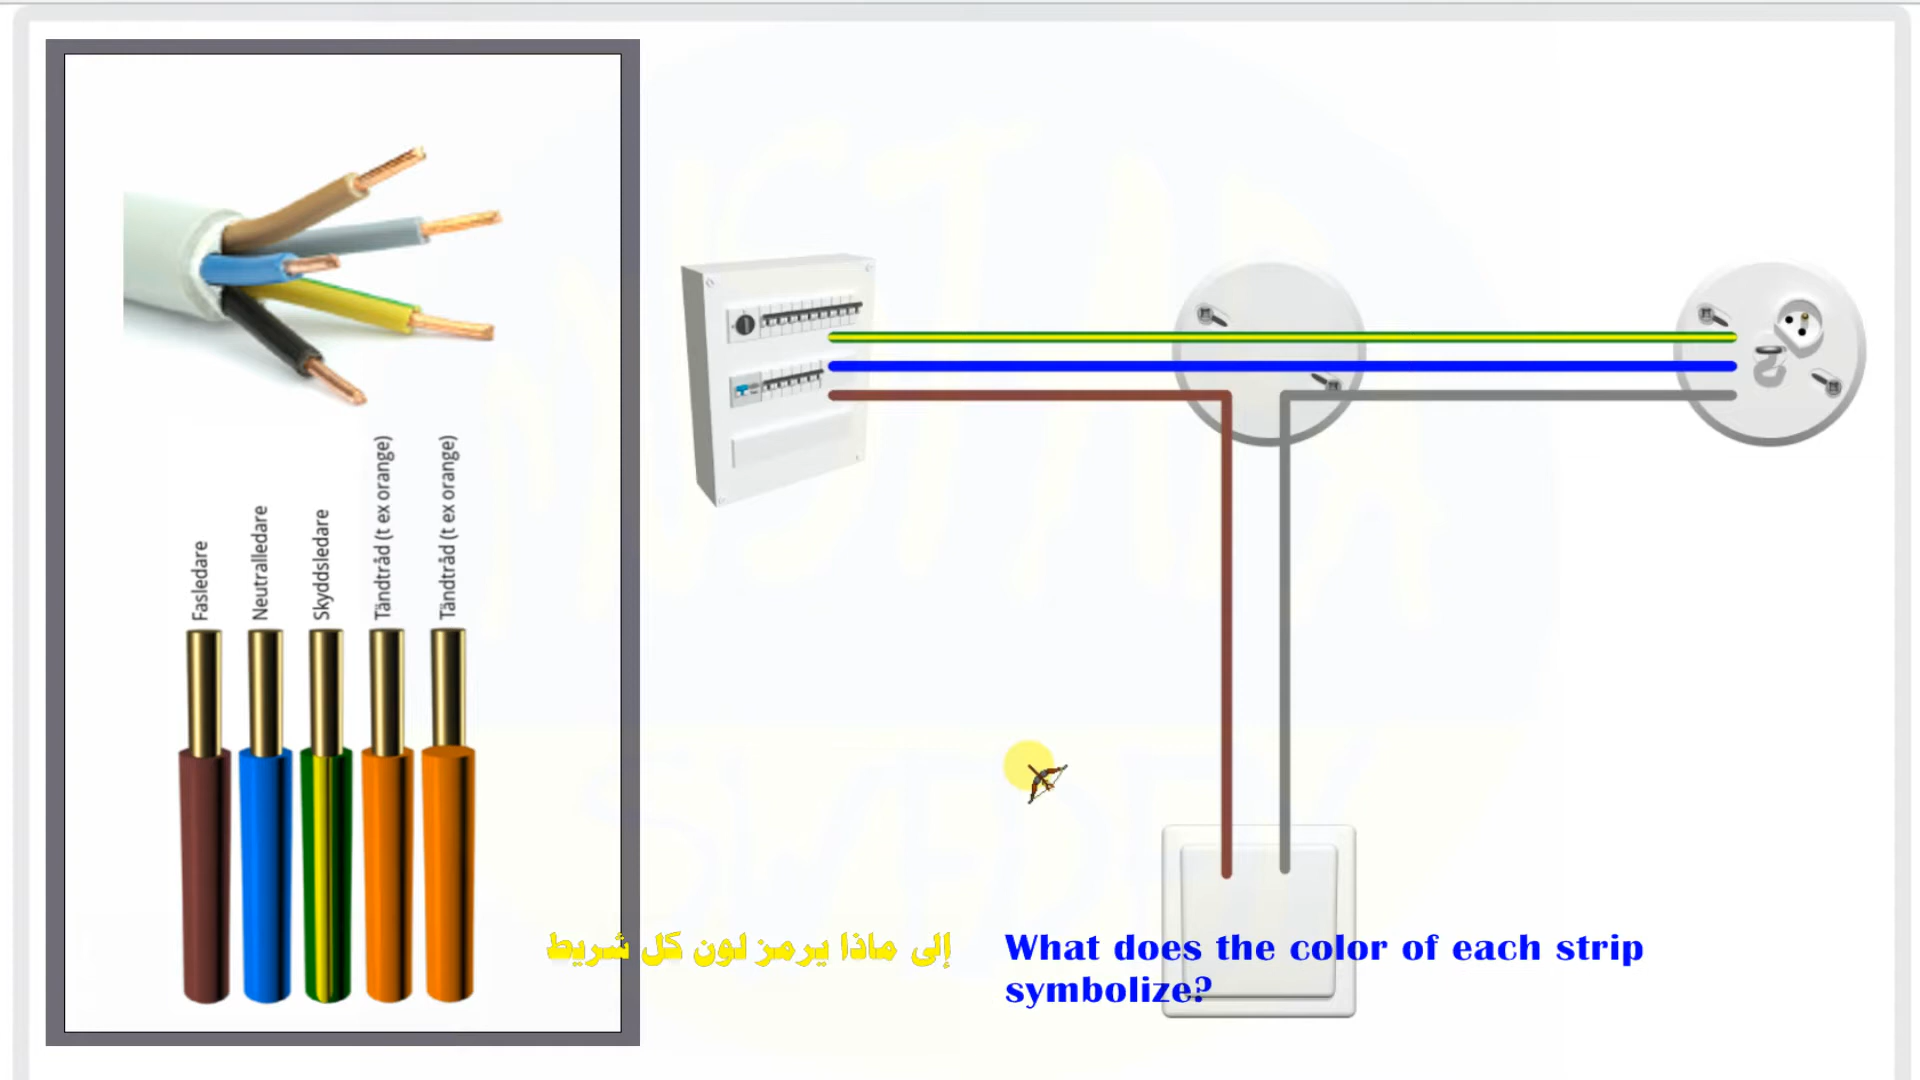 Fasledare
Neutralledare
Skyddsledare
Tändtråd (t ex orange)
Tändtråd (t ex orange)
إلى ماذا يرمز لون كل شريط
What does the color of each strip
symbolize?